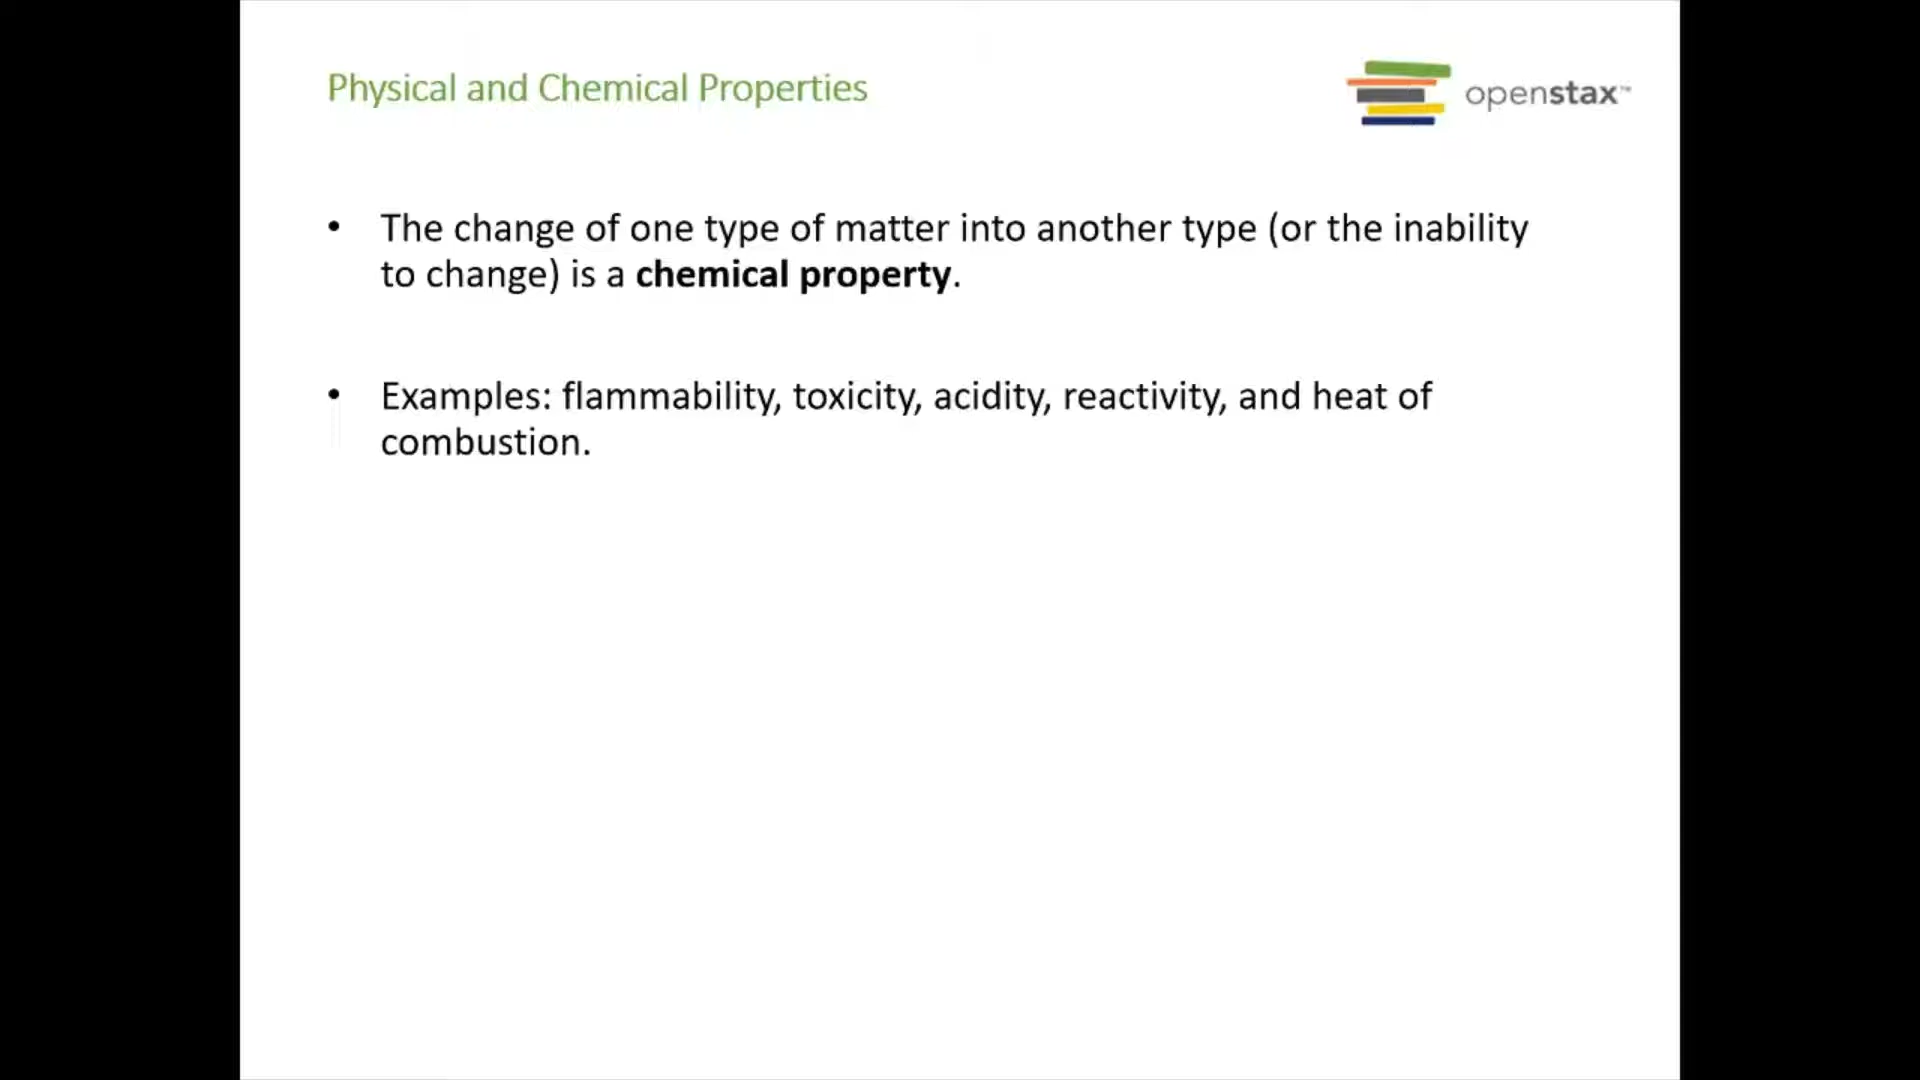 Physical and Chemical Properties
openstax™
• The change of one type of matter into another type (or the inability
to change) is a chemical property.
• Examples: flammability, toxicity, acidity, reactivity, and heat of
combustion.